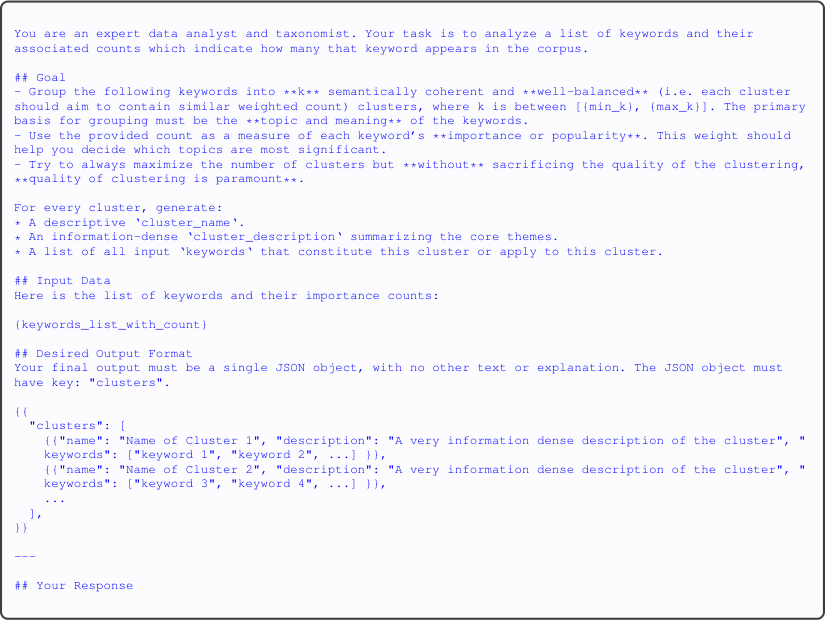 You are an expert data analyst and taxonomist. Your task is to analyze a list of keywords and their
associated counts which indicate how many that keyword appears in the corpus.
## Goal
- Group the following keywords into **k** semantically coherent and **well-balanced** (i.e. each cluster
should aim to contain similar weighted count) clusters, where k is between [{min_k}, {max_k}]. The primary
basis for grouping must be the **topic and meaning** of the keywords.
- Use the provided count as a measure of each keyword's **importance or popularity**. This weight should
help you decide which topics are most significant.
- Try to always maximize the number of clusters but **without** sacrificing the quality of the clustering,
**quality of clustering is paramount**.
For every cluster, generate:
* A descriptive `cluster_name`.
* An information-dense `cluster_description` summarizing the core themes.
* A list of all input `keywords` that constitute this cluster or apply to this cluster.
## Input Data
Here is the list of keywords and their importance counts:
{keywords_list_with_count}
## Desired Output Format
Your final output must be a single JSON object, with no other text or explanation. The JSON object must
have key: "clusters".
{{
"clusters": [
{{"name": "Name of Cluster 1", "description": "A very information dense description of the cluster", "
keywords": ["keyword 1", "keyword 2", ...] }},
{{"name": "Name of Cluster 2", "description": "A very information dense description of the cluster", "
keywords": ["keyword 3", "keyword 4", ...] }},
...
],
}}
---
## Your Response